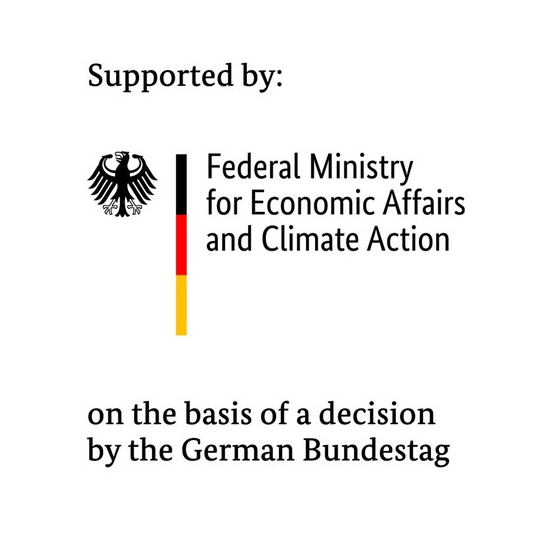 Supported by:
Federal Ministry
for Economic Affairs
and Climate Action
on the basis of a decision
by the German Bundestag